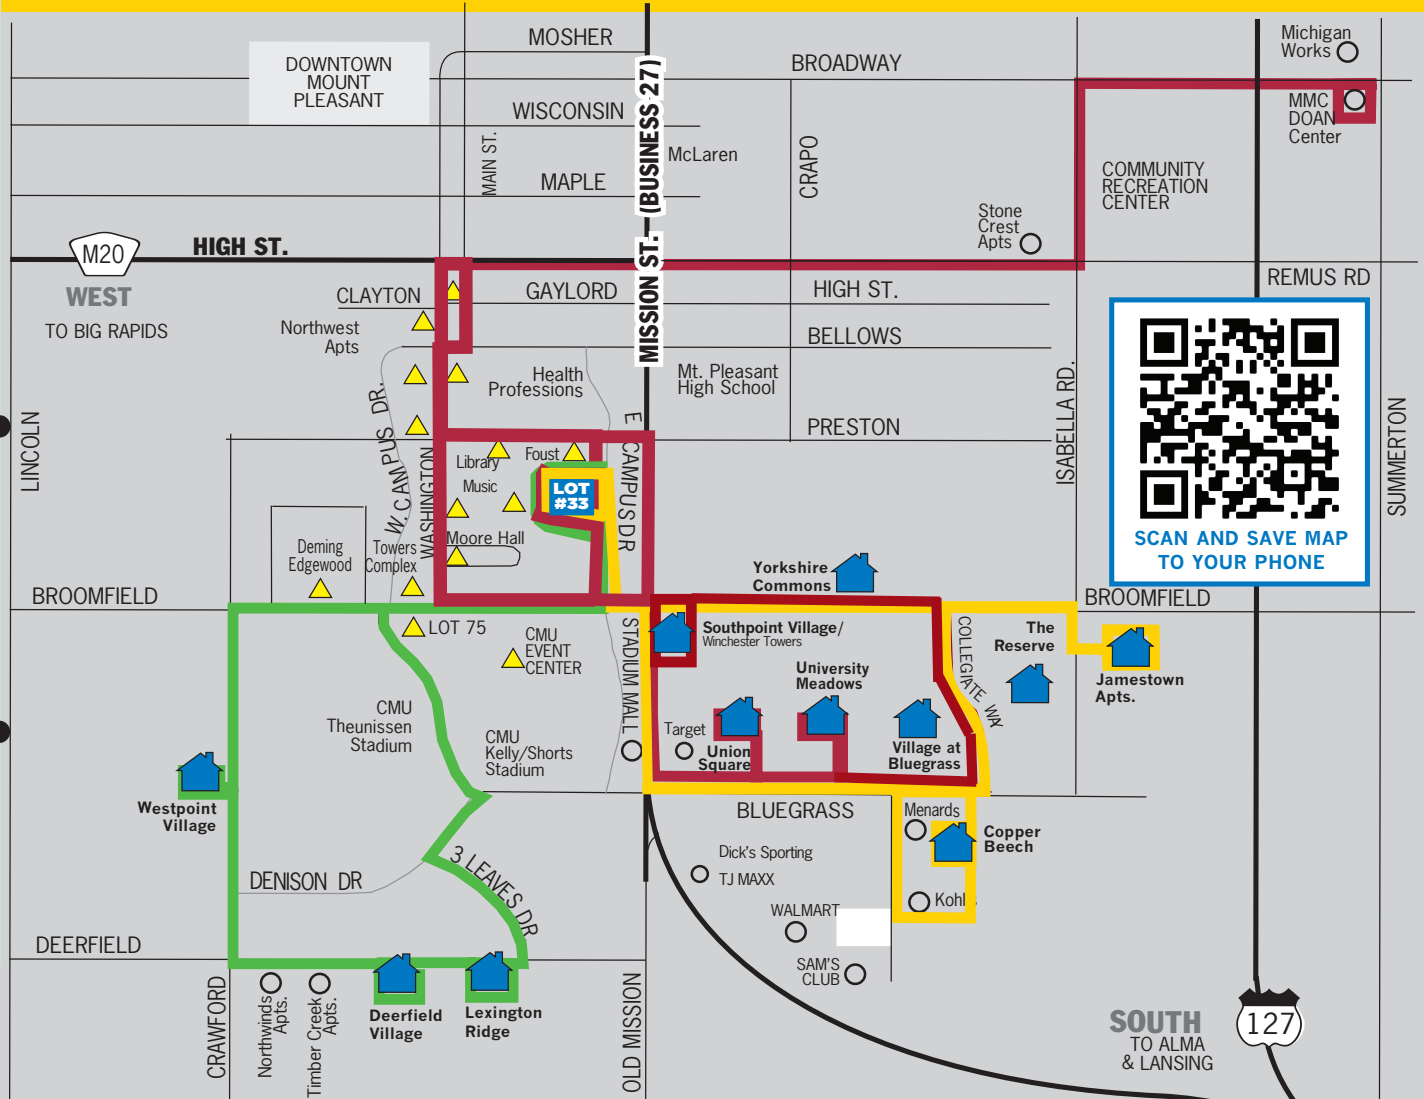 MOSHER
Michigan
Works
DOWNTOWN
MOUNT
PLEASANT
BROADWAY
WISCONSIN
MMC
DOAN
Center
MISSION ST. (BUSINESS 27)
McLaren
MAIN ST.
CRAPO
MAPLE
COMMUNITY
RECREATION
CENTER
Stone
Crest
Apts
M20
HIGH ST.
WEST
TO BIG RAPIDS
REMUS RD
CLAYTON
GAYLORD
HIGH ST.
Northwest
Apts
BELLOWS
Health
Professions
Mt. Pleasant
High School
ISABELLA RD.
SCAN AND SAVE MAP
TO YOUR PHONE
LINCOLN
SUMMERTON
W. CAMPUS DR.
WASHINGTON
E CAMPUS DR
PRESTON
Library
Foust
Music
LOT
#33
Moore Hall
Deming
Edgewood
Towers
Complex
Yorkshire
Commons
BROOMFIELD
BROOMFIELD
LOT 75
CMU
EVENT
CENTER
STADIUM MALL
Southpoint Village/
Winchester Towers
COLLEGIATE WAY
The
Reserve
Jamestown
Apts.
University
Meadows
CMU
Theunissen
Stadium
CMU
Kelly/Shorts
Stadium
Target
Union
Square
Village at
Bluegrass
Westpoint
Village
BLUEGRASS
Menards
Copper
Beech
3 LEAVES DR
Dick's Sporting
TJ MAXX
DENISON DR
Kohls
WALMART
DEERFIELD
SAM'S
CLUB
CRAWFORD
Northwinds
Apts.
Timber Creek
Apts.
Deerfield
Village
Lexington
Ridge
OLD MISSION
SOUTH
TO ALMA
& LANSING
127